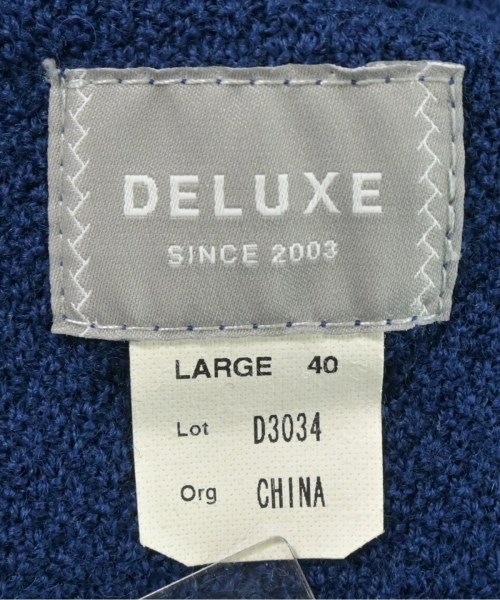 DELUXE
SINCE 2003
LARGE 40
Lot D3034
Org CHINA